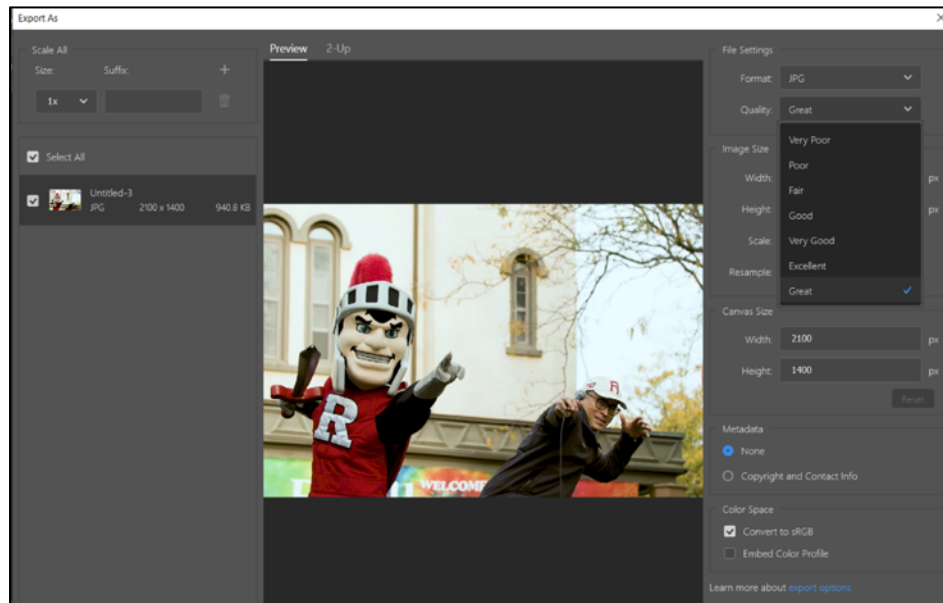 Export As
Scale All
Size: Suffix:
1x
Select All
Untitled-3
JPG 2100 x 1400 940.8 KB
Preview 2-Up
R
R
WELCOME
File Settings
Format: JPG
Quality: Great
Very Poor
Poor
Fair
Good
Very Good
Excellent
Great
Image Size
Width: px
Height: px
Scale:
Resample:
Canvas Size
Width: 2100 px
Height: 1400 px
Reset
Metadata
None
Copyright and Contact Info
Color Space
Convert to sRGB
Embed Color Profile
Learn more about export options.